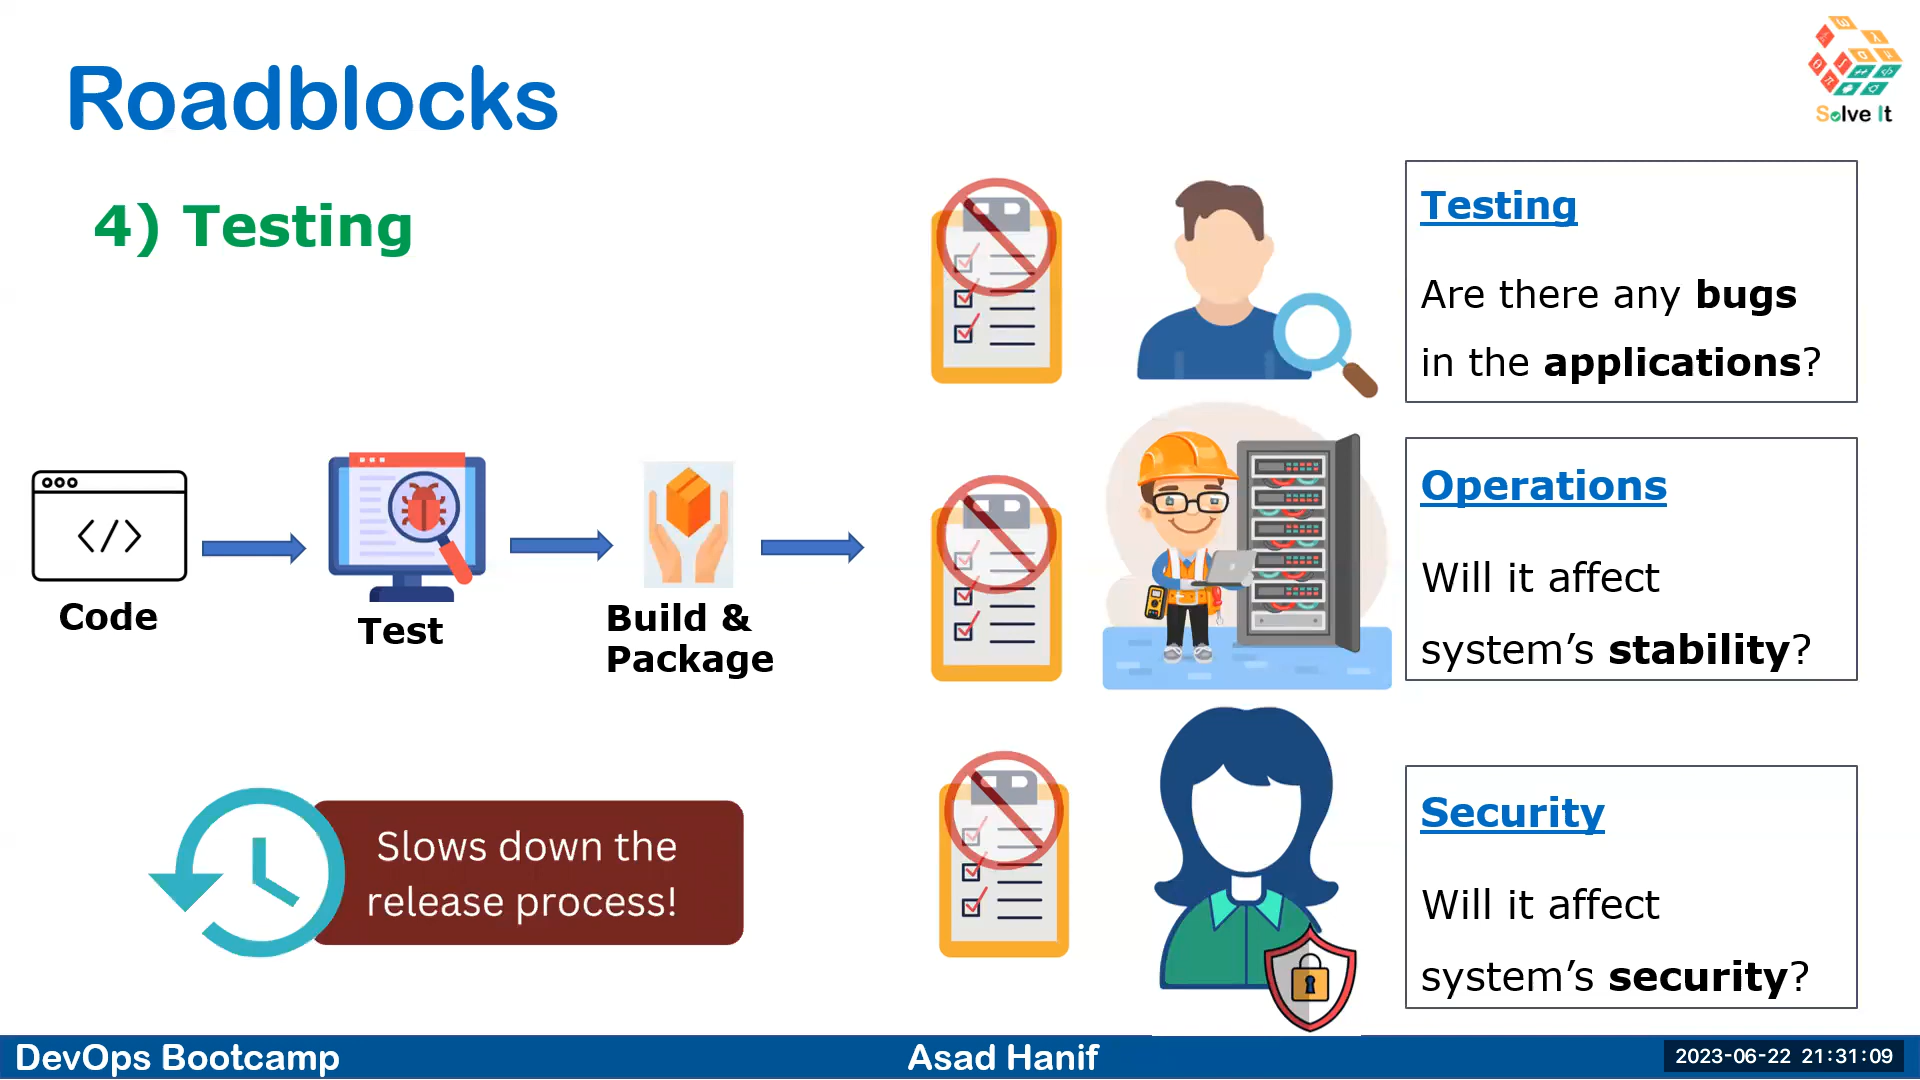 Roadblocks
Solve It
4) Testing
Testing
Are there any bugs
in the applications?
Operations
Will it affect
system’s stability?
</>
Code
Test
Build &
Package
Slows down the
release process!
Security
Will it affect
system’s security?
DevOps Bootcamp
Asad Hanif
2023-06-22 21:31:09